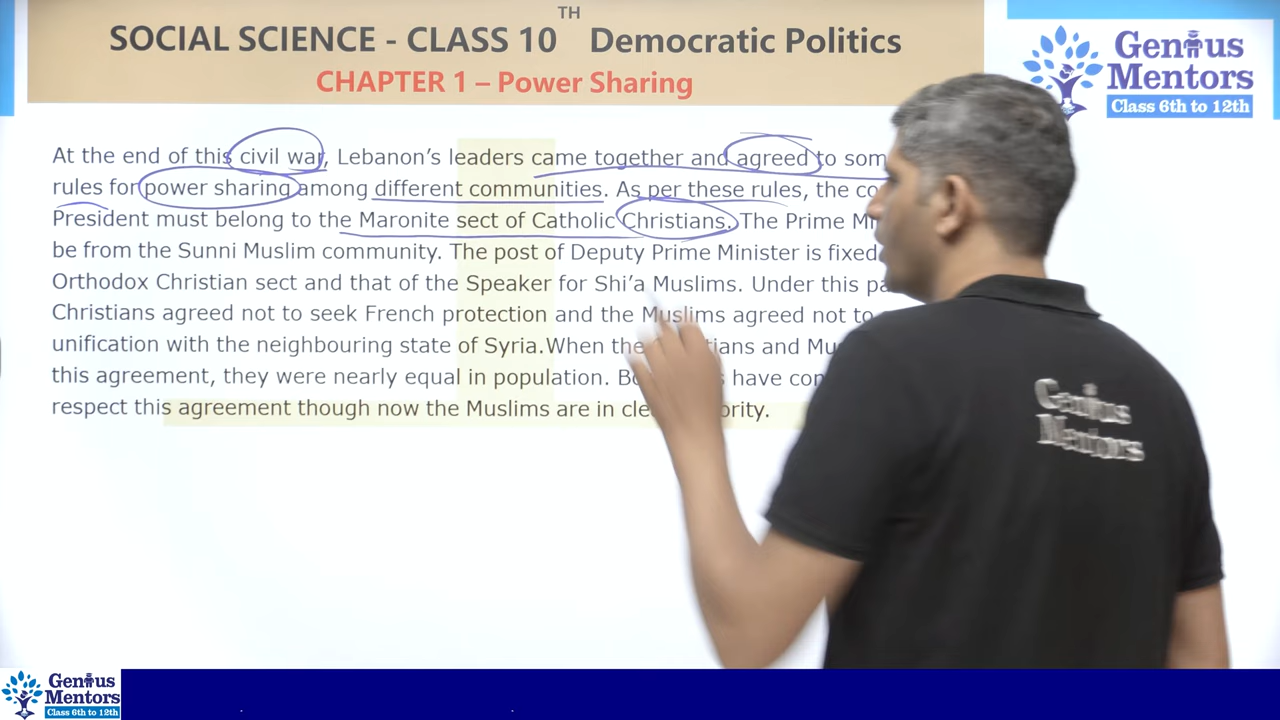 TH
SOCIAL SCIENCE - CLASS 10 Democratic Politics
CHAPTER 1 – Power Sharing
Genius
Mentors
Class 6th to 12th
At the end of this civil war, Lebanon's leaders came together and agreed to som
rules for power sharing among different communities. As per these rules, the co
President must belong to the Maronite sect of Catholic Christians. The Prime Mi
be from the Sunni Muslim community. The post of Deputy Prime Minister is fixed
Orthodox Christian sect and that of the Speaker for Shi'a Muslims. Under this pa
Christians agreed not to seek French protection and the Muslims agreed not to
unification with the neighbouring state of Syria.When the ians and Mu
this agreement, they were nearly equal in population. Bo s have con
respect this agreement though now the Muslims are in cle ority.
Genius
Mentors
Genius
Mentors
Class 6th to 12th